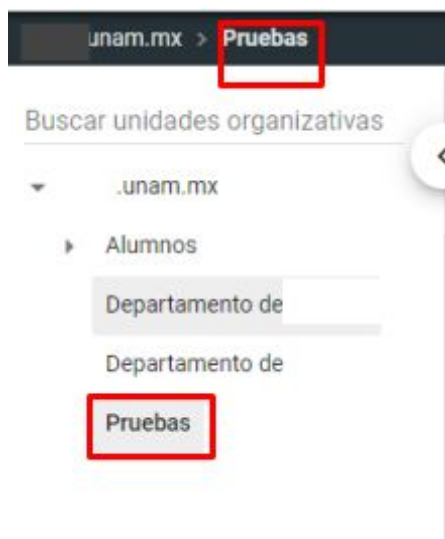 unam.mx > Pruebas
Buscar unidades organizativas
.unam.mx
Alumnos
Departamento de
Departamento de
Pruebas